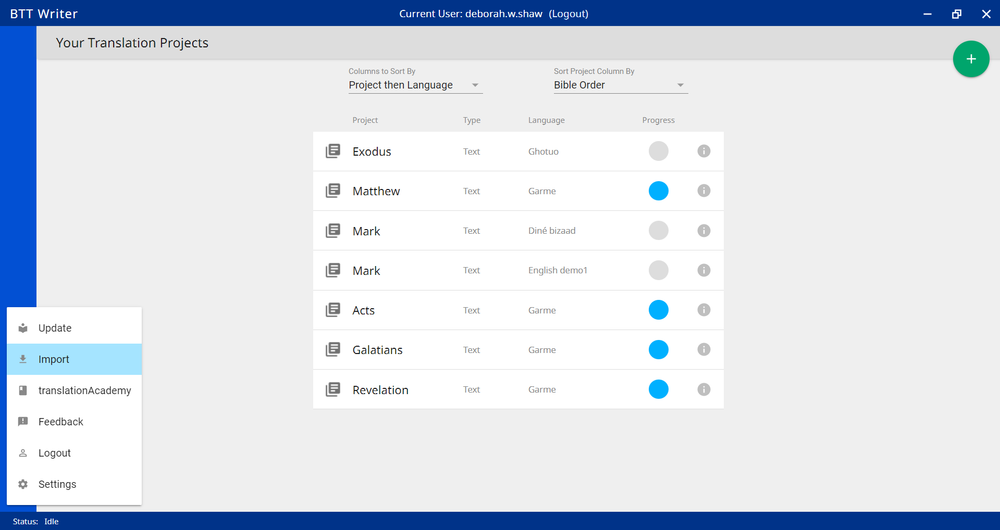 BTT Writer
Current User: deborah.w.shaw (Logout)
Your Translation Projects
Columns to Sort By
Project then Language
Sort Project Column By
Bible Order
Project Type Language Progress
Exodus Text Ghotuo
Matthew Text Garme
Mark Text Diné bizaad
Mark Text English demo1
Acts Text Garme
Galatians Text Garme
Revelation Text Garme
Update
Import
translationAcademy
Feedback
Logout
Settings
Status: Idle